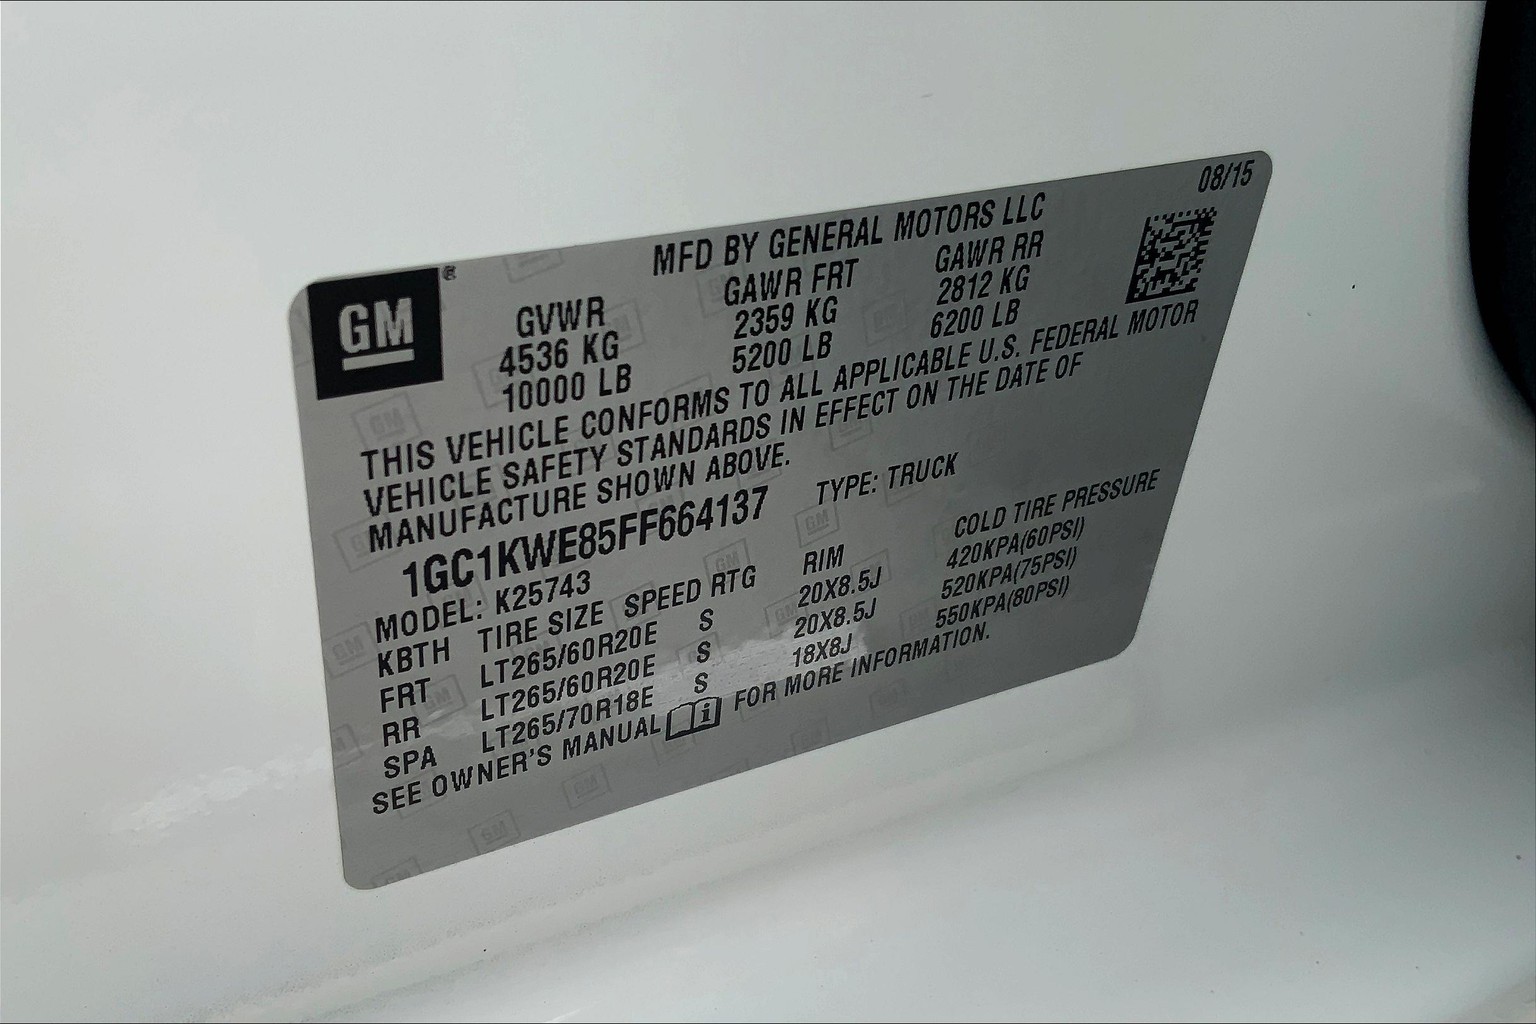 08/15
MFD BY GENERAL MOTORS LLC
GM®
GVWR GAWR FRT GAWR RR
4536 KG 2359 KG 2812 KG
10000 LB 5200 LB 6200 LB
THIS VEHICLE CONFORMS TO ALL APPLICABLE U.S. FEDERAL MOTOR
VEHICLE SAFETY STANDARDS IN EFFECT ON THE DATE OF
MANUFACTURE SHOWN ABOVE.
1GC1KWE85FF664137 TYPE: TRUCK
MODEL: K25743
KBTH TIRE SIZE SPEED RTG RIM COLD TIRE PRESSURE
FRT LT265/60R20E S 20X8.5J 420KPA(60PSI)
RR LT265/60R20E S 20X8.5J 520KPA(75PSI)
SPA LT265/70R18E S 18X8J 550KPA(80PSI)
SEE OWNER'S MANUAL i FOR MORE INFORMATION.